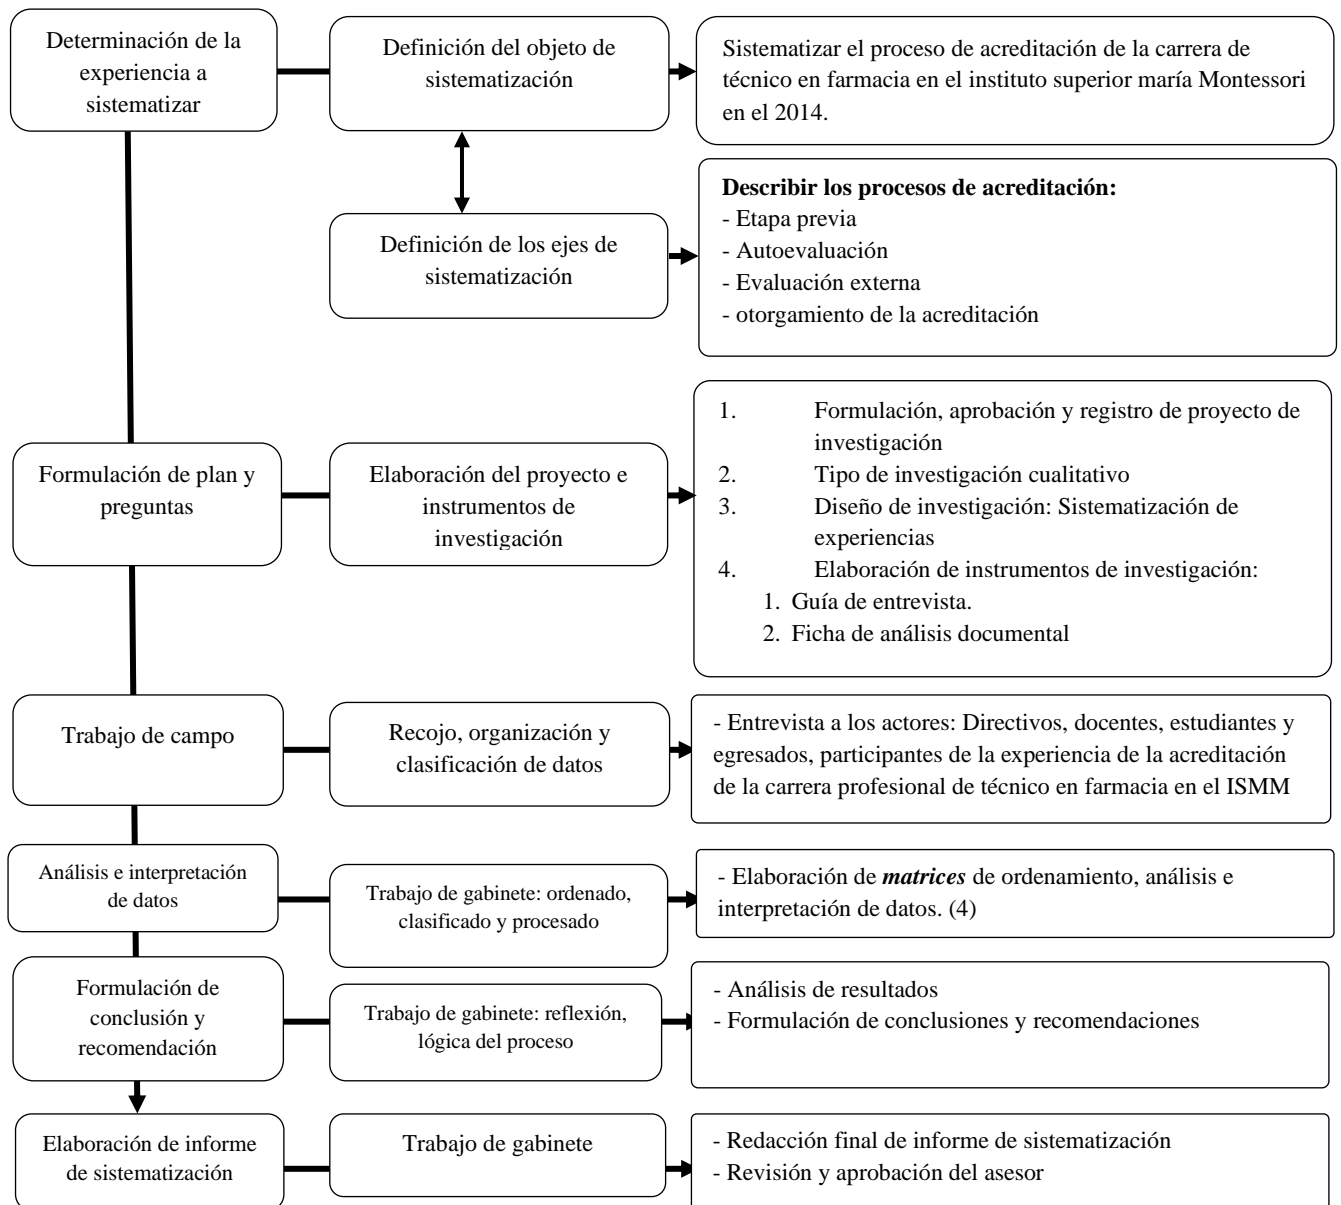 Determinación de la
experiencia a
sistematizar
Definición del objeto de
sistematización
Sistematizar el proceso de acreditación de la carrera de
técnico en farmacia en el instituto superior maría Montessori
en el 2014.
Definición de los ejes de
sistematización
Describir los procesos de acreditación:
- Etapa previa
- Autoevaluación
- Evaluación externa
- otorgamiento de la acreditación
Formulación de plan y
preguntas
Elaboración del proyecto e
instrumentos de
investigación
1. Formulación, aprobación y registro de proyecto de
investigación
2. Tipo de investigación cualitativo
3. Diseño de investigación: Sistematización de
experiencias
4. Elaboración de instrumentos de investigación:
1. Guía de entrevista.
2. Ficha de análisis documental
Trabajo de campo
Recojo, organización y
clasificación de datos
- Entrevista a los actores: Directivos, docentes, estudiantes y
egresados, participantes de la experiencia de la acreditación
de la carrera profesional de técnico en farmacia en el ISMM
Análisis e interpretación
de datos
Trabajo de gabinete: ordenado,
clasificado y procesado
- Elaboración de matrices de ordenamiento, análisis e
interpretación de datos. (4)
Formulación de
conclusión y
recomendación
Trabajo de gabinete: reflexión,
lógica del proceso
- Análisis de resultados
- Formulación de conclusiones y recomendaciones
Elaboración de informe
de sistematización
Trabajo de gabinete
- Redacción final de informe de sistematización
- Revisión y aprobación del asesor